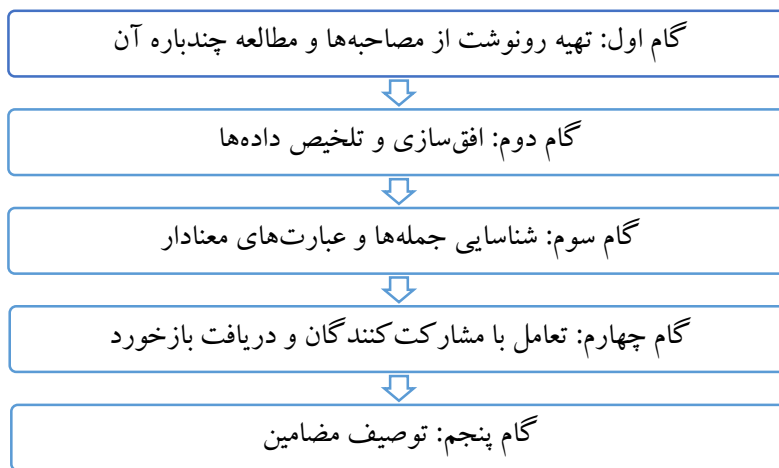 گام اول: تهیه رونوشت از مصاحبه‌ها و مطالعه چندباره آن
گام دوم: افق‌سازی و تلخیص داده‌ها
گام سوم: شناسایی جمله‌ها و عبارت‌های معنادار
گام چهارم: تعامل با مشارکت‌کنندگان و دریافت بازخورد
گام پنجم: توصیف مضامین